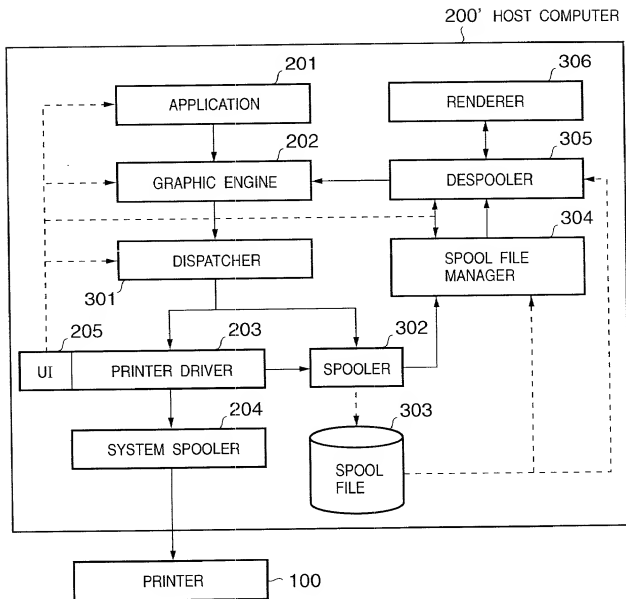 200' HOST COMPUTER
201
APPLICATION
306
RENDERER
202
GRAPHIC ENGINE
305
DESPOOLER
304
DISPATCHER
301
SPOOL FILE
MANAGER
205
203
302
UI
PRINTER DRIVER
SPOOLER
204
SYSTEM SPOOLER
303
SPOOL
FILE
PRINTER
100